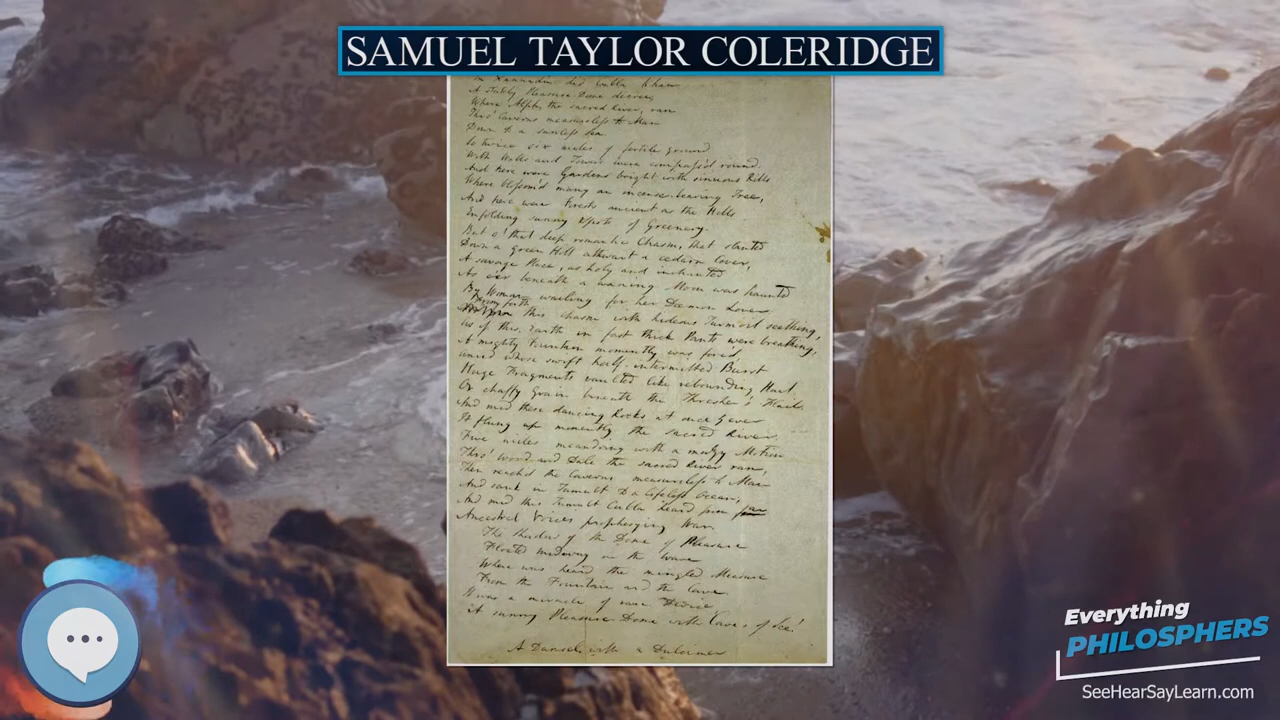 SAMUEL TAYLOR COLERIDGE
In Xannadù did Cubla Khan
A stately Pleasure Dome decree,
Where Alph, the sacred River, ran
Thro' Caverns measureless to Man
Down to a sunless Sea.
So twice six miles of fertile ground
With Walls and Towers were compass'd round
And here were Gardens bright with sinuous Rills
Where blossom'd many an incense-bearing Tree,
And here were Forests ancient as the Hills
Enfolding sunny Spots of Greenery.
But o! that deep romantic Chasm, that slanted
Down a green Hill athwart a cedarn Cover,
A savage Place, as holy and inchanted
As e'er beneath a waning Moon was haunted
By Woman wailing for her Dæmon Lover:
this Chasm with hideous Turmoil seething,
As if this Earth in fast thick Pants were breathing,
A mighty Fountain momently was forc'd,
Amid whose swift half-intermitted Burst
Huge Fragments vaulted like rebounding Hail,
Or chaffy Grain beneath the Thresher's Flail:
And mid these dancing Rocks at once & ever
It flung up momently the sacred River.
Five miles meandering with a mazy Motion
Thro' Wood and Dale the sacred River ran,
Then reach'd the Caverns measureless to Man
And sank in Tumult to a lifeless Ocean;
And mid this Tumult Cubla heard from far
Ancestral Voices prophesying War.
The Shadow of the Dome of Pleasure
Floated midway on the Wave
Where was heard the mingled Measure
From the Fountain and the Cave.
It was a miracle of rare Device,
A sunny Pleasure-Dome with Caves of Ice!
A Damsel with a Dulcimer
Everything
PHILOSPHERS
SeeHearSayLearn.com